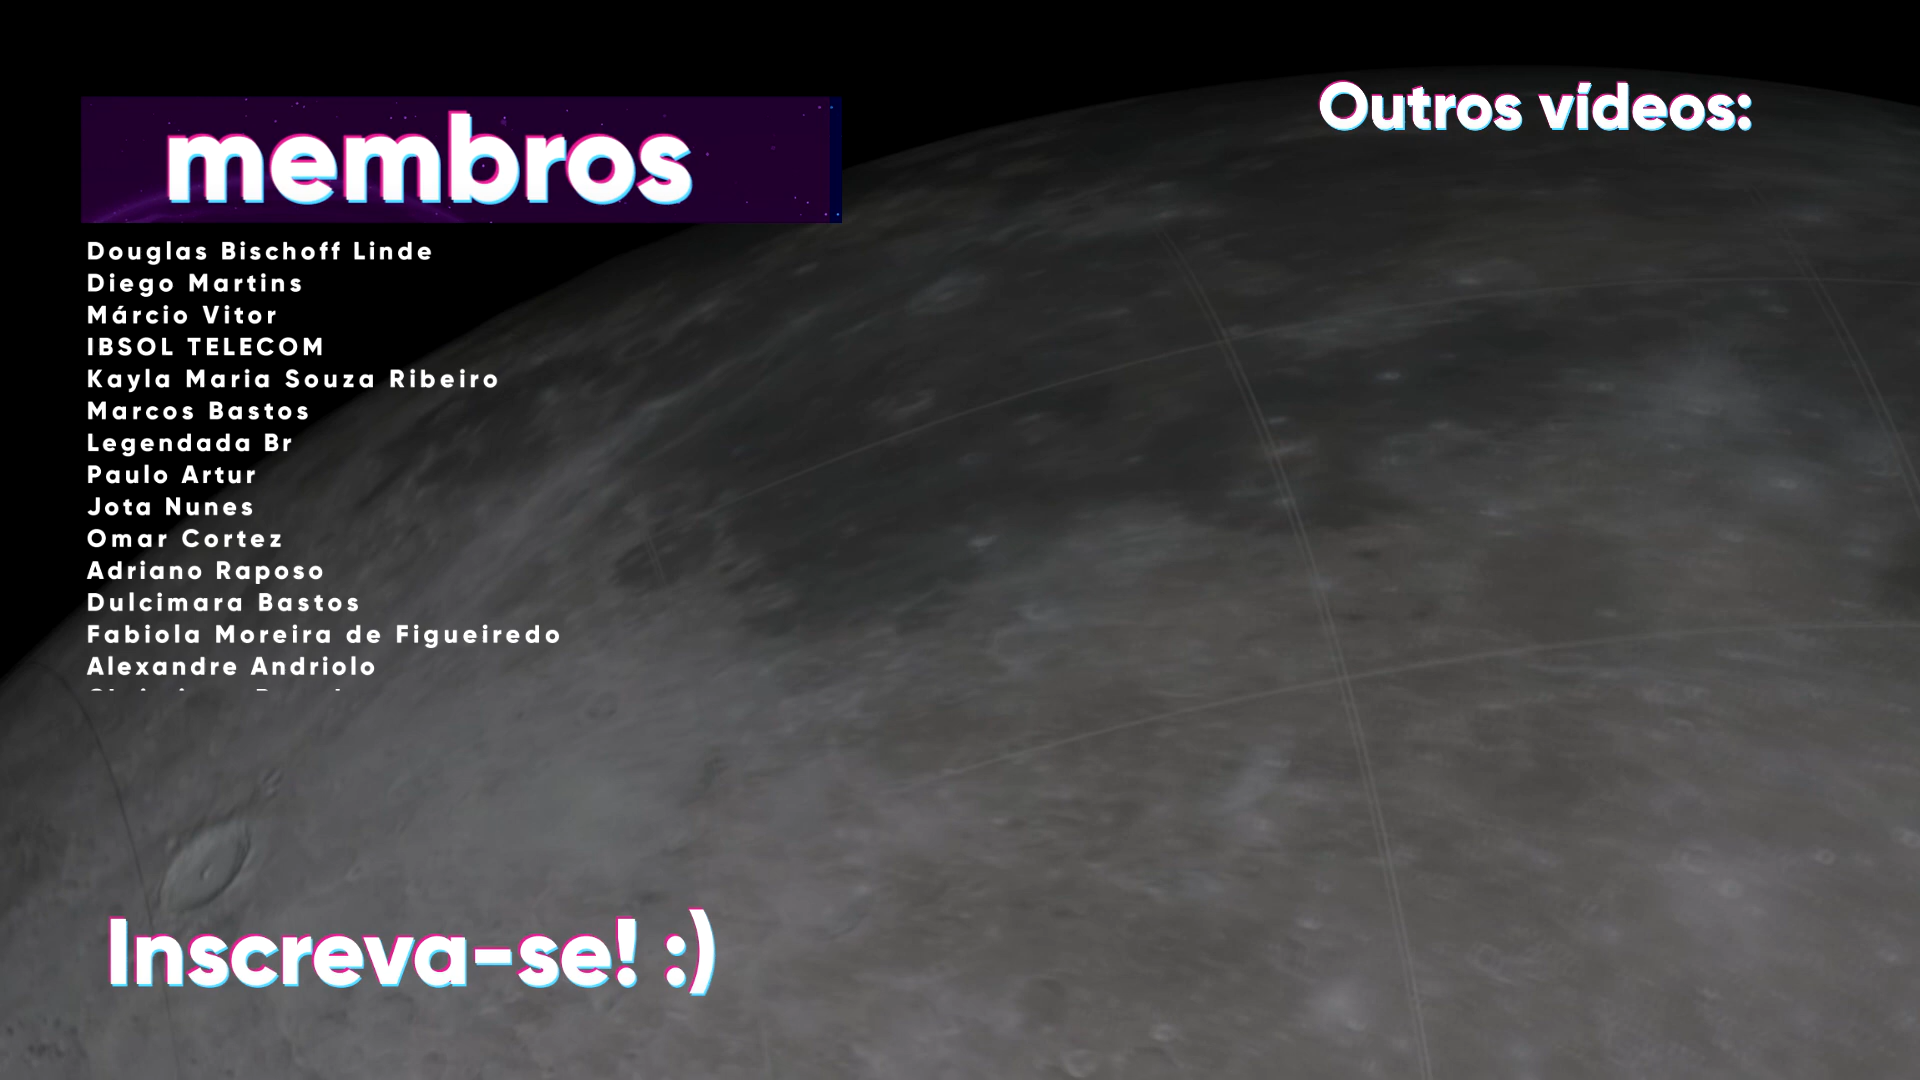 membros
Douglas Bischoff Linde
Diego Martins
Márcio Vitor
IBSOL TELECOM
Kayla Maria Souza Ribeiro
Marcos Bastos
Legendada Br
Paulo Artur
Jota Nunes
Omar Cortez
Adriano Raposo
Dulcimara Bastos
Fabiola Moreira de Figueiredo
Alexandre Andriolo
Outros vídeos:
Inscreva-se! :)